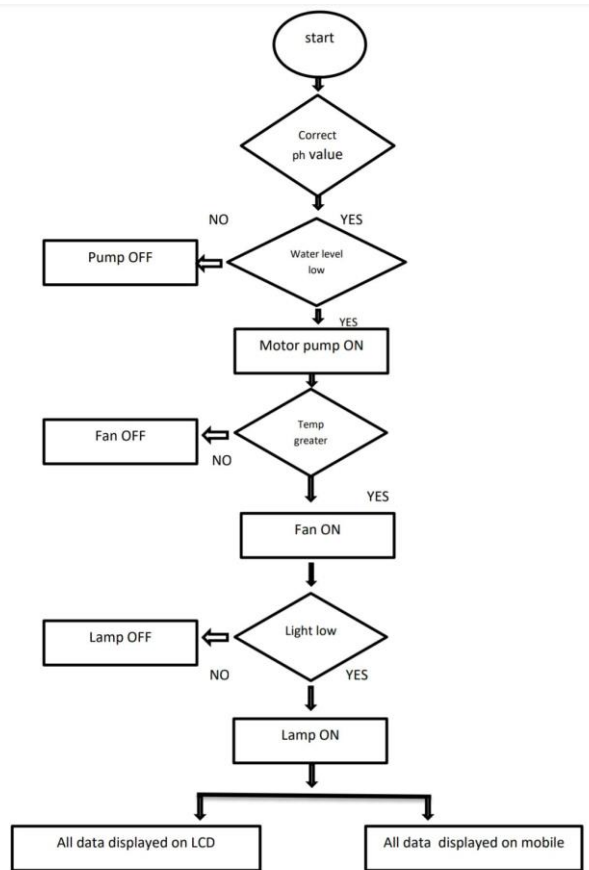 start
Correct
ph value
NO
YES
Pump OFF
Water level
low
YES
Motor pump ON
Fan OFF
Temp
greater
NO
YES
Fan ON
Lamp OFF
Light low
NO
YES
Lamp ON
All data displayed on LCD
All data displayed on mobile